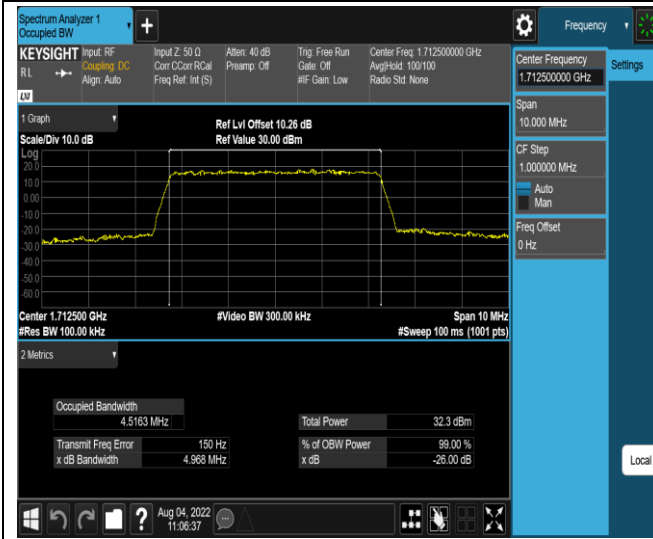 Spectrum Analyzer 1
Occupied BW
+
Frequency
KEYSIGHT
RL
LXI
Input: RF
Coupling: DC
Align: Auto
Input Z: 50 Ω
Corr CCorr RCal
Freq Ref: Int (S)
Atten: 40 dB
Preamp: Off
Trig: Free Run
Gate: Off
#IF Gain: Low
Center Freq: 1.712500000 GHz
Avg|Hold: 100/100
Radio Std: None
Center Frequency
1.712500000 GHz
Settings
Span
10.000 MHz
CF Step
1.000000 MHz
Auto
Man
Freq Offset
0 Hz
Local
1 Graph
Scale/Div 10.0 dB
Ref Lvl Offset 10.26 dB
Ref Value 30.00 dBm
Log
20.0
10.0
0.00
-10.0
-20.0
-30.0
-40.0
-50.0
-60.0
Center 1.712500 GHz
#Video BW 300.00 kHz
Span 10 MHz
#Res BW 100.00 kHz
#Sweep 100 ms (1001 pts)
2 Metrics
Occupied Bandwidth
4.5163 MHz
Total Power 32.3 dBm
Transmit Freq Error 150 Hz
% of OBW Power 99.00 %
x dB Bandwidth 4.968 MHz
x dB -26.00 dB
?
Aug 04, 2022
11:06:37